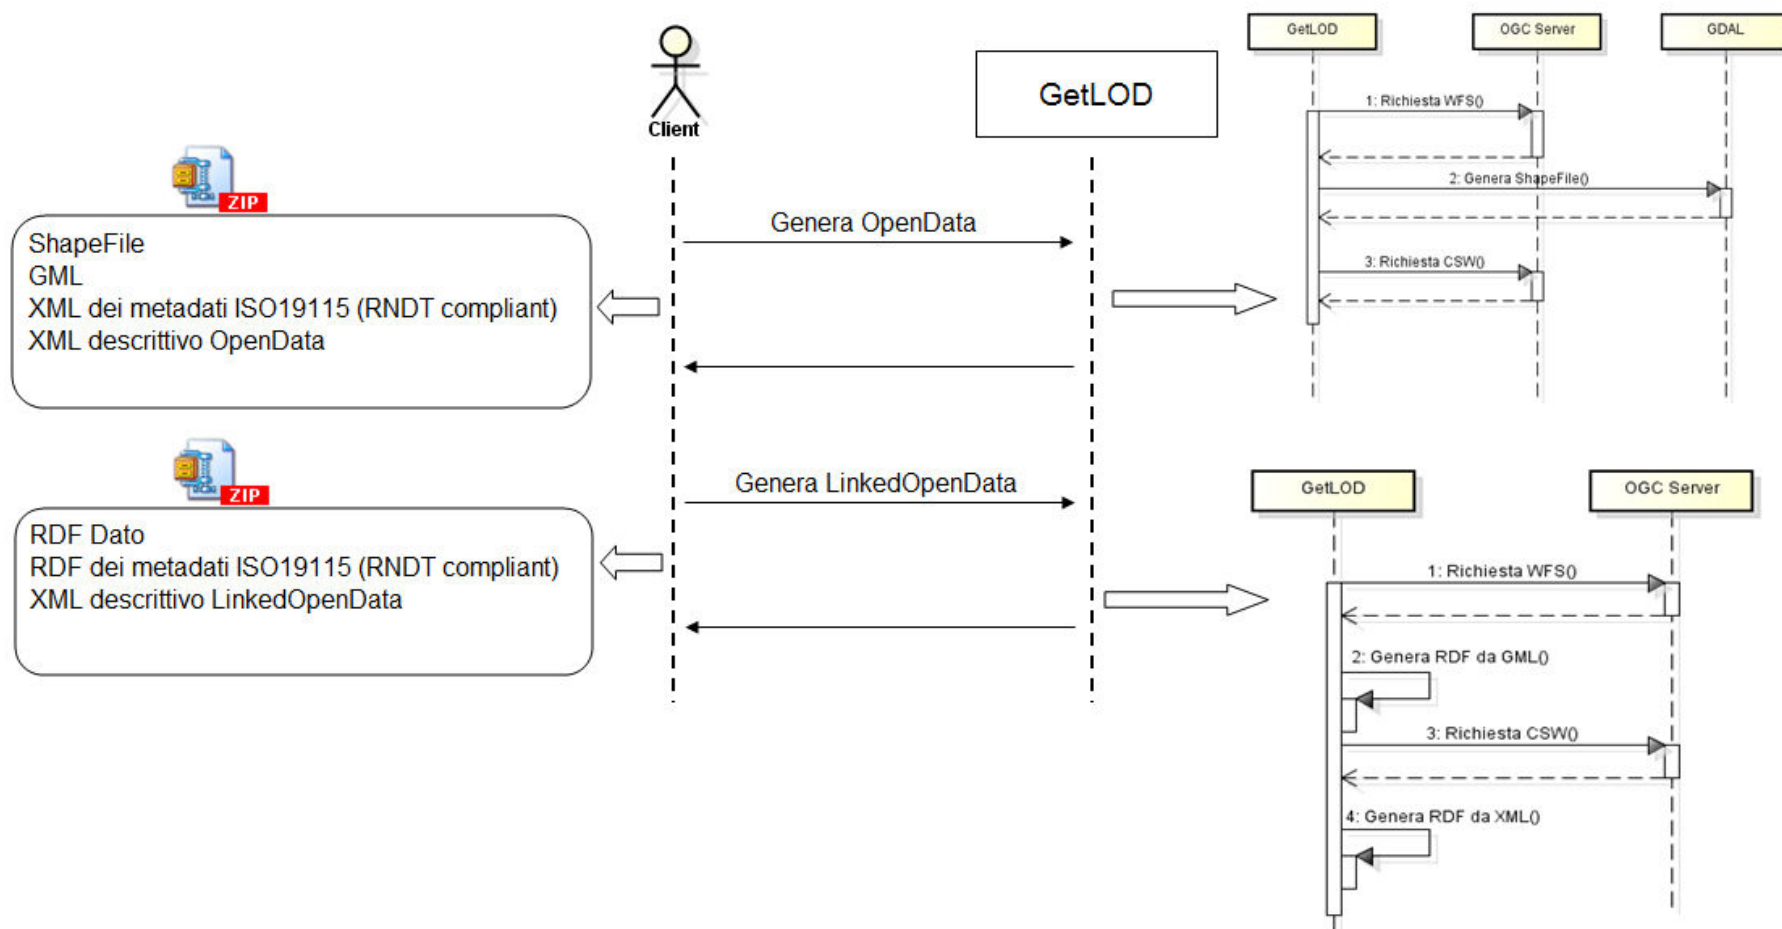 Client
GetLOD
ZIP
ShapeFile
GML
XML dei metadati ISO19115 (RNDT compliant)
XML descrittivo OpenData
Genera OpenData
GetLOD
OGC Server
GDAL
1: Richiesta WFS()
2: Genera ShapeFile()
3: Richiesta CSW()
ZIP
RDF Dato
RDF dei metadati ISO19115 (RNDT compliant)
XML descrittivo LinkedOpenData
Genera LinkedOpenData
GetLOD
OGC Server
1: Richiesta WFS()
2: Genera RDF da GML()
3: Richiesta CSW()
4: Genera RDF da XML()